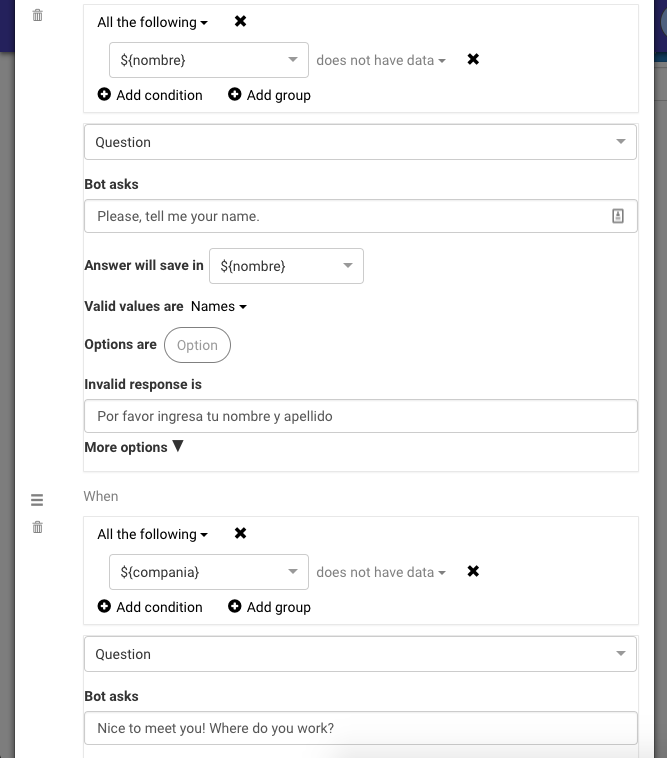 All the following
${nombre} does not have data
Add condition Add group
Question
Bot asks
Please, tell me your name.
Answer will save in ${nombre}
Valid values are Names
Options are Option
Invalid response is
Por favor ingresa tu nombre y apellido
More options
When
All the following
${compania} does not have data
Add condition Add group
Question
Bot asks
Nice to meet you! Where do you work?